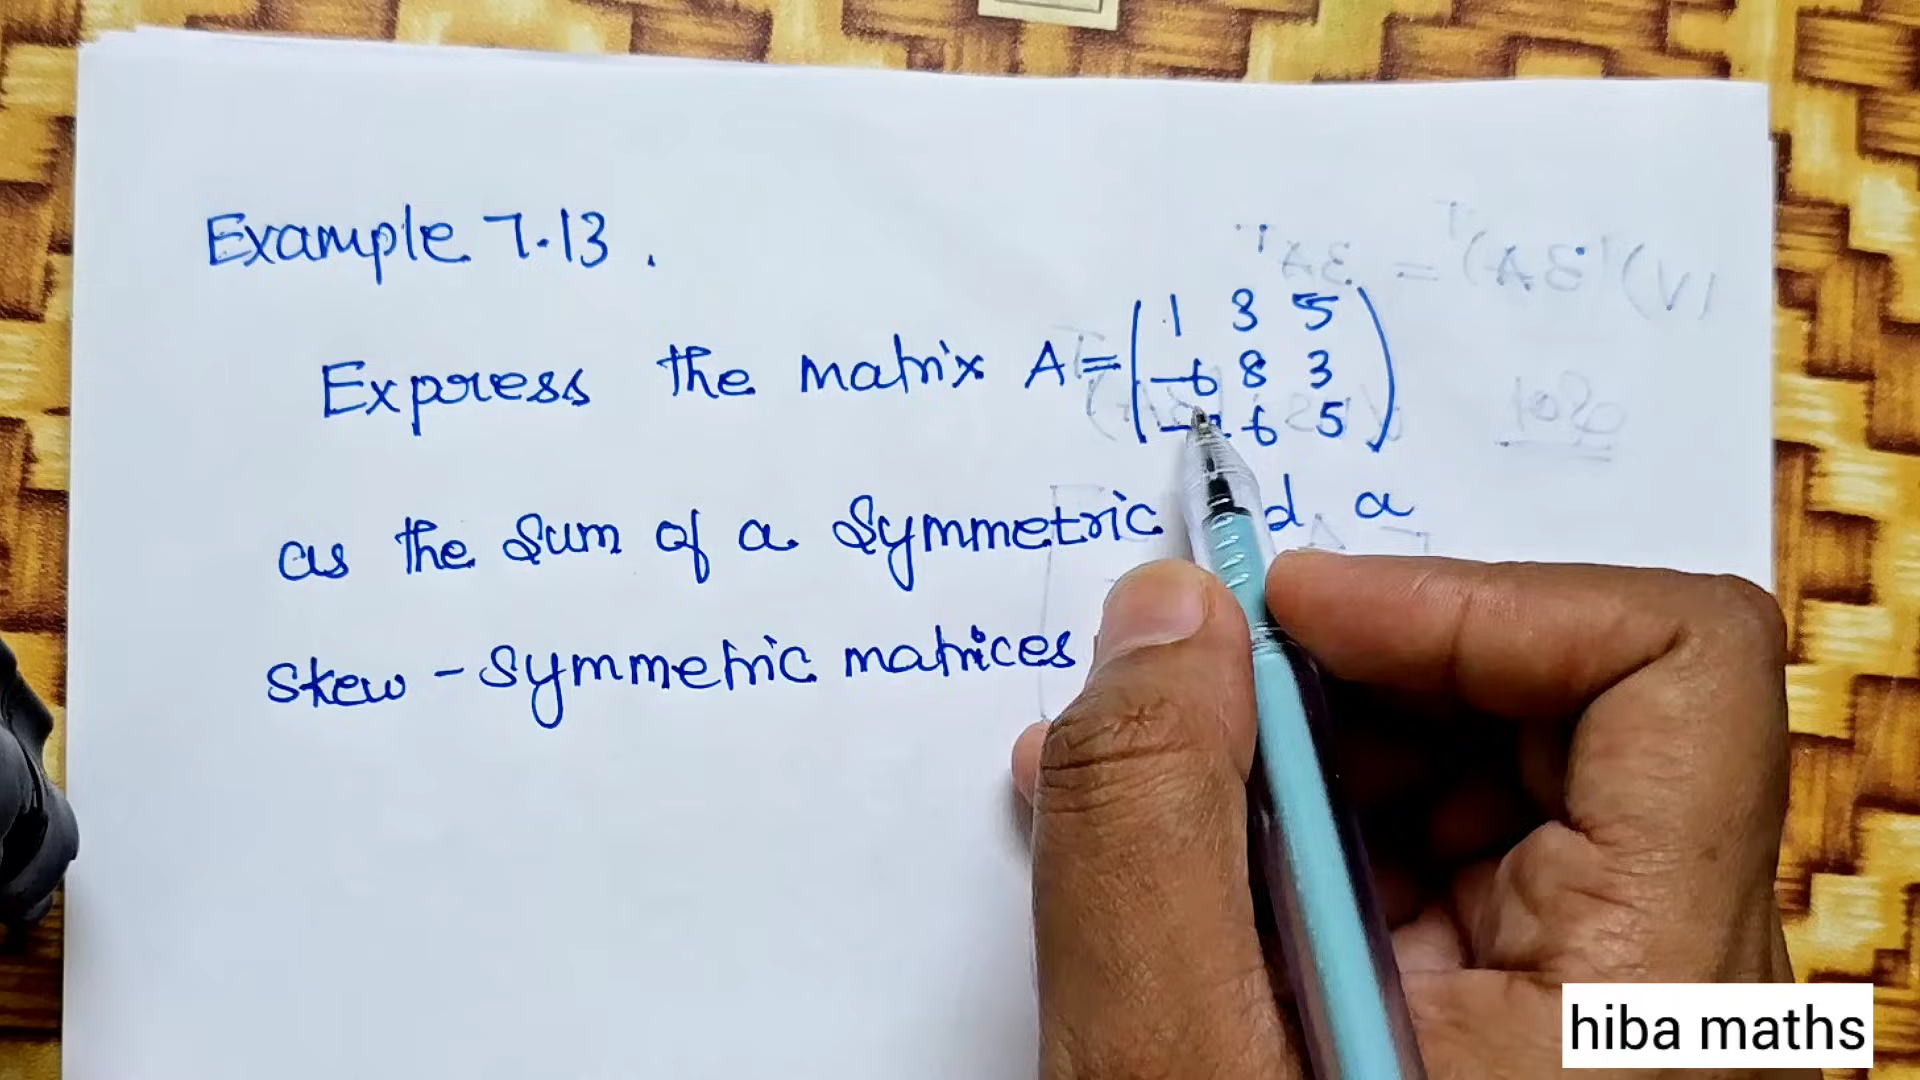 Example 7.13.
1 3 5
Express the matrix A = -6 8 3
6 5
as the sum of a symmetric a
skew - symmetric matrices
hiba maths